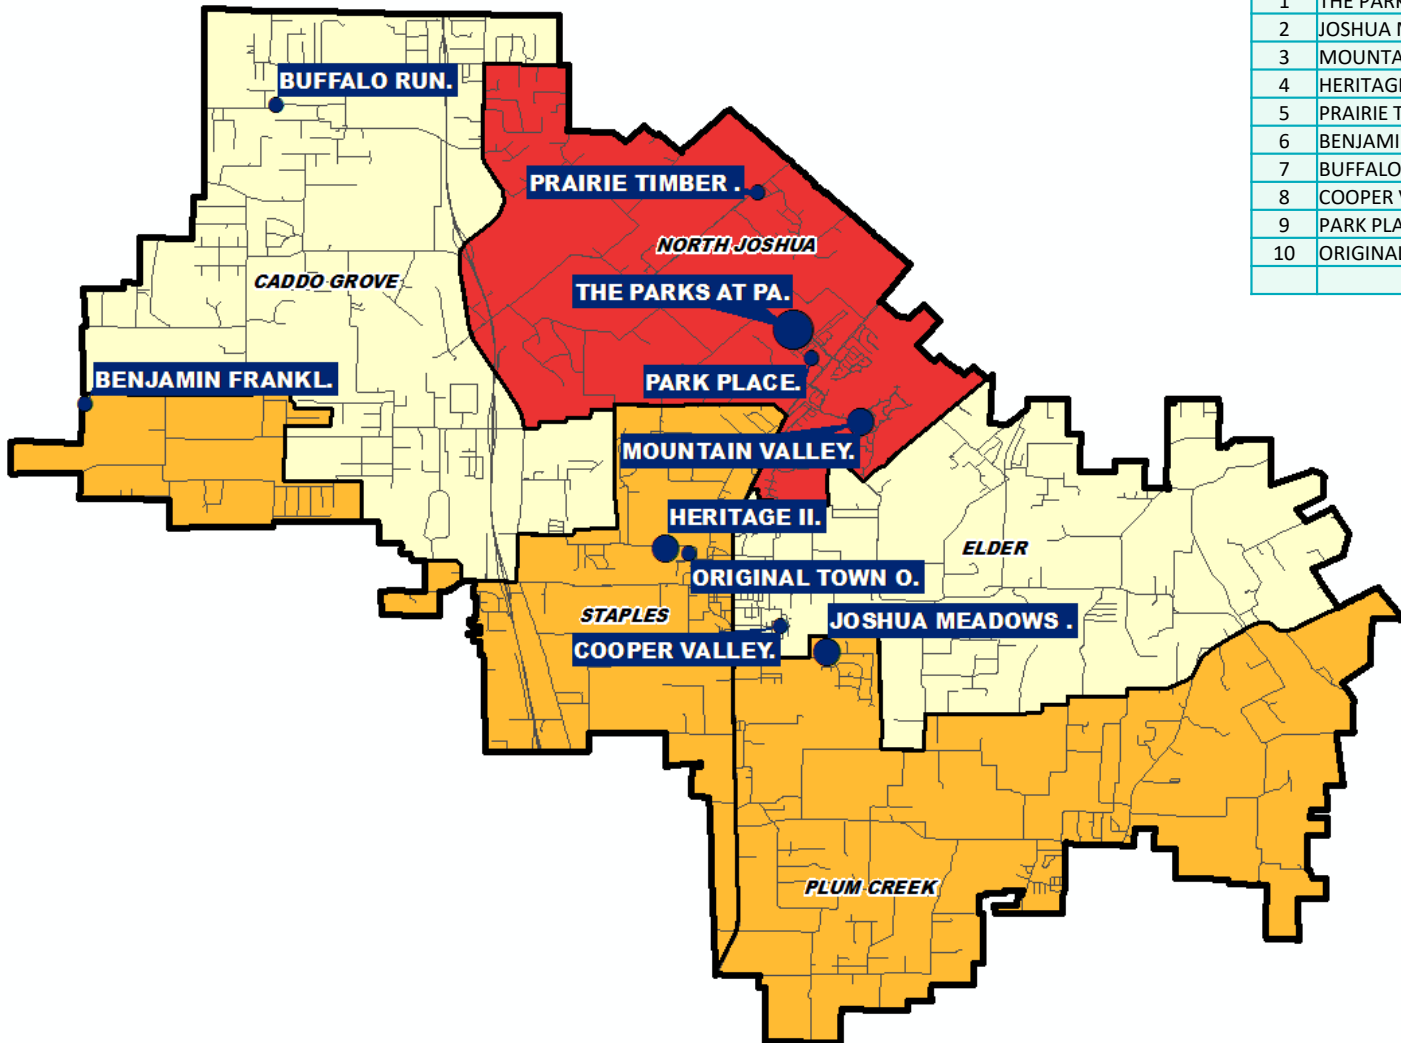 1 THE PARK
2 JOSHUA
3 MOUNTA
4 HERITAGE
5 PRAIRIE T
6 BENJAMI
7 BUFFALO
8 COOPER
9 PARK PLA
10 ORIGINAL
BUFFALO RUN.
PRAIRIE TIMBER .
NORTH JOSHUA
CADDO GROVE
THE PARKS AT PA.
BENJAMIN FRANKL.
PARK PLACE.
MOUNTAIN VALLEY.
HERITAGE II.
ELDER
ORIGINAL TOWN O.
STAPLES
JOSHUA MEADOWS .
COOPER VALLEY.
PLUM CREEK